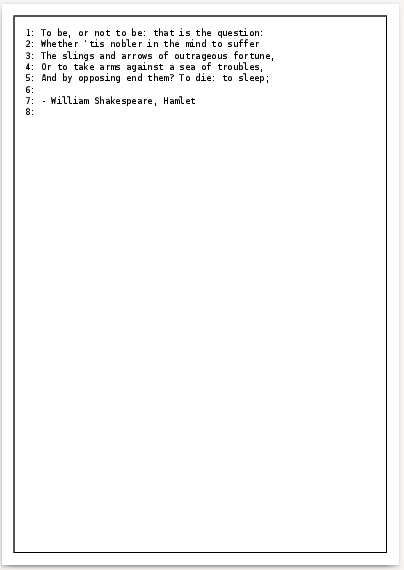 1: To be, or not to be: that is the question:
2: Whether 'tis nobler in the mind to suffer
3: The slings and arrows of outrageous fortune,
4: Or to take arms against a sea of troubles,
5: And by opposing end them? To die: to sleep;
6:
7: - William Shakespeare, Hamlet
8: